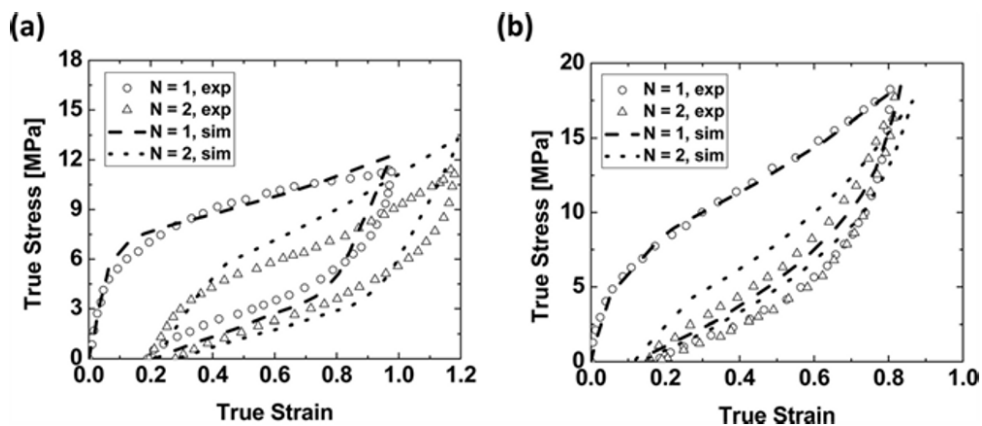 (a)
True Stress [MPa]
18
15
12
9
6
3
0
N = 1, exp
N = 2, exp
N = 1, sim
N = 2, sim
0.0 0.2 0.4 0.6 0.8 1.0 1.2
True Strain
(b)
True Stress [MPa]
20
15
10
5
0
N = 1, exp
N = 2, exp
N = 1, sim
N = 2, sim
0.0 0.2 0.4 0.6 0.8 1.0
True Strain